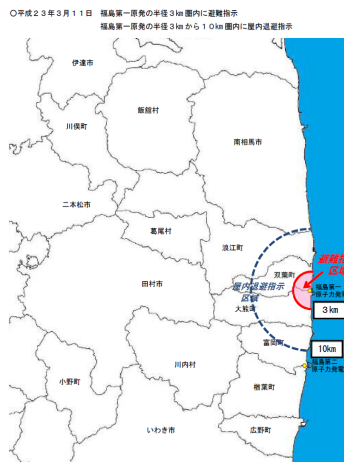 ○平成２３年３月１１日　福島第一原発の半径３km圏内に避難指示
福島第一原発の半径３kmから１０km圏内に屋内退避指示
伊達市
飯舘村
川俣町
南相馬市
二本松市
葛尾村
浪江町
避難指
区域
双葉町
田村市
屋内退避指示
区域
福島第一
原子力発電
大熊町
３km
富岡町
10km
川内村
福島第二
原子力発電
小野町
楢葉町
いわき市
広野町